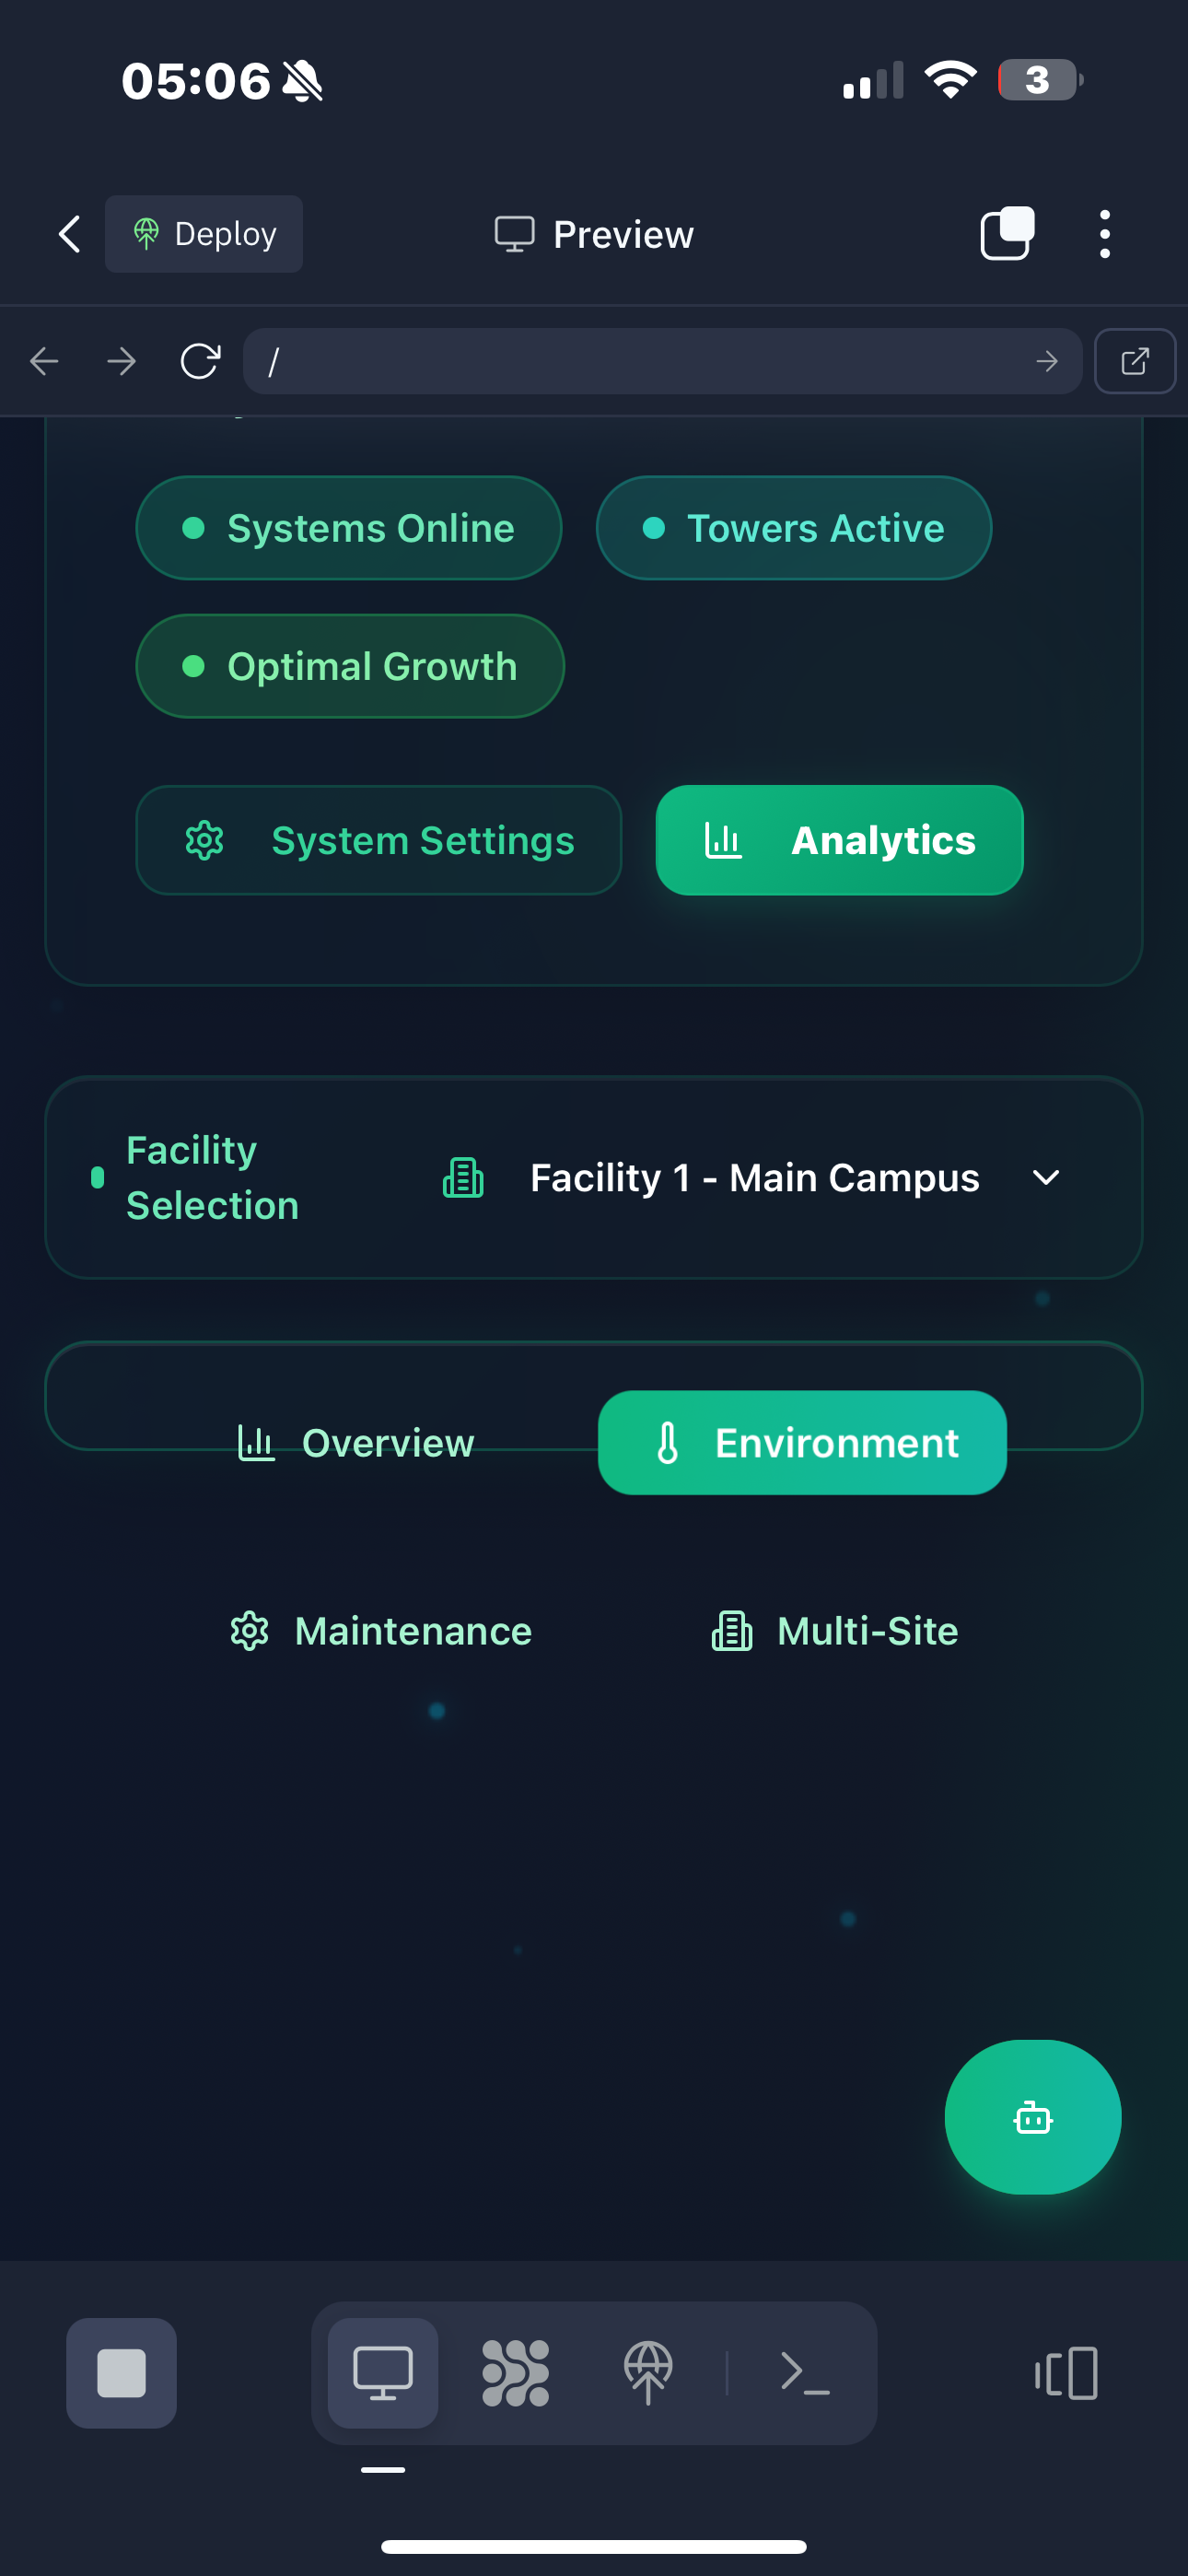 05:06
3
Deploy
Preview
/
Systems Online
Towers Active
Optimal Growth
System Settings
Analytics
Facility
Selection
Facility 1 - Main Campus
Overview
Environment
Maintenance
Multi-Site